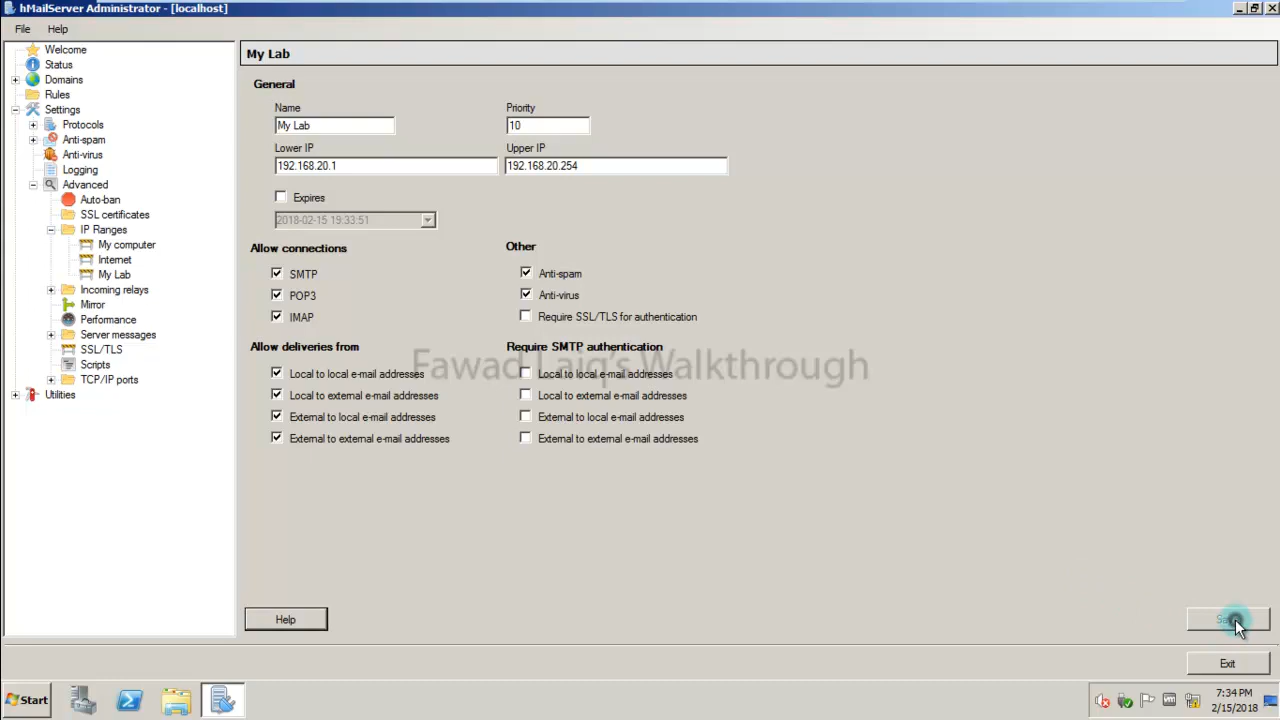 hMailServer Administrator - [localhost]
File Help
Welcome
Status
Domains
Rules
Settings
Protocols
Anti-spam
Anti-virus
Logging
Advanced
Auto-ban
SSL certificates
IP Ranges
My computer
Internet
My Lab
Incoming relays
Mirror
Performance
Server messages
SSL/TLS
Scripts
TCP/IP ports
Utilities
My Lab
General
Name Priority
My Lab 10
Lower IP Upper IP
192.168.20.1 192.168.20.254
Expires
2018-02-15 19:33:51
Allow connections Other
SMTP Anti-spam
POP3 Anti-virus
IMAP Require SSL/TLS for authentication
Allow deliveries from Require SMTP authentication
Fawad Laiq's Walkthrough
Local to local e-mail addresses Local to local e-mail addresses
Local to external e-mail addresses Local to external e-mail addresses
External to local e-mail addresses External to local e-mail addresses
External to external e-mail addresses External to external e-mail addresses
Help
Exit
Start
7:34 PM
2/15/2018